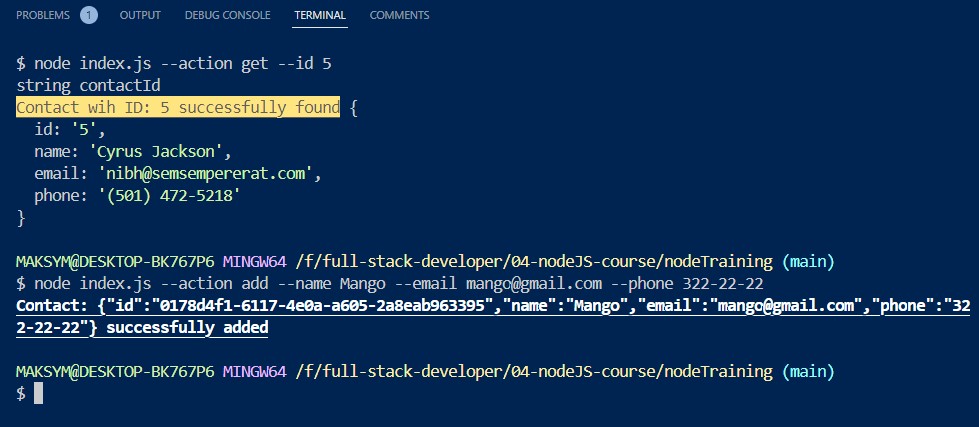 PROBLEMS 1 OUTPUT DEBUG CONSOLE TERMINAL COMMENTS
$ node index.js --action get --id 5
string contactId
Contact wih ID: 5 successfully found {
  id: '5',
  name: 'Cyrus Jackson',
  email: 'nibh@semsempererat.com',
  phone: '(501) 472-5218'
}
MAKSYM@DESKTOP-BK767P6 MINGW64 /f/full-stack-developer/04-nodeJS-course/nodeTraining (main)
$ node index.js --action add --name Mango --email mango@gmail.com --phone 322-22-22
Contact: {"id":"0178d4f1-6117-4e0a-a605-2a8eab963395","name":"Mango","email":"mango@gmail.com","phone":"32
2-22-22"} successfully added
MAKSYM@DESKTOP-BK767P6 MINGW64 /f/full-stack-developer/04-nodeJS-course/nodeTraining (main)
$